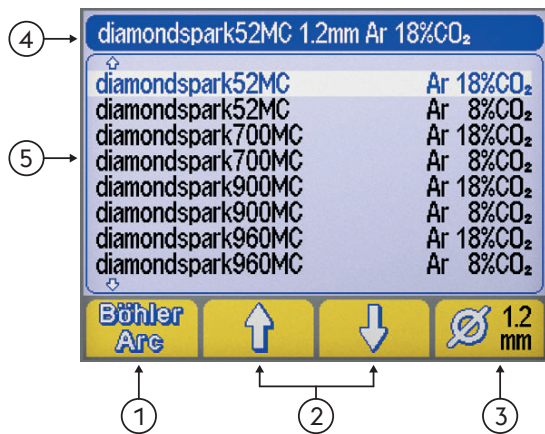 4
diamondspark52MC 1.2mm Ar 18%CO₂
5
diamondspark52MC Ar 18%CO₂
diamondspark52MC Ar 8%CO₂
diamondspark700MC Ar 18%CO₂
diamondspark700MC Ar 8%CO₂
diamondspark900MC Ar 18%CO₂
diamondspark900MC Ar 8%CO₂
diamondspark960MC Ar 18%CO₂
diamondspark960MC Ar 8%CO₂
Böhler
Arc
Ø 1.2
mm
1 2 3